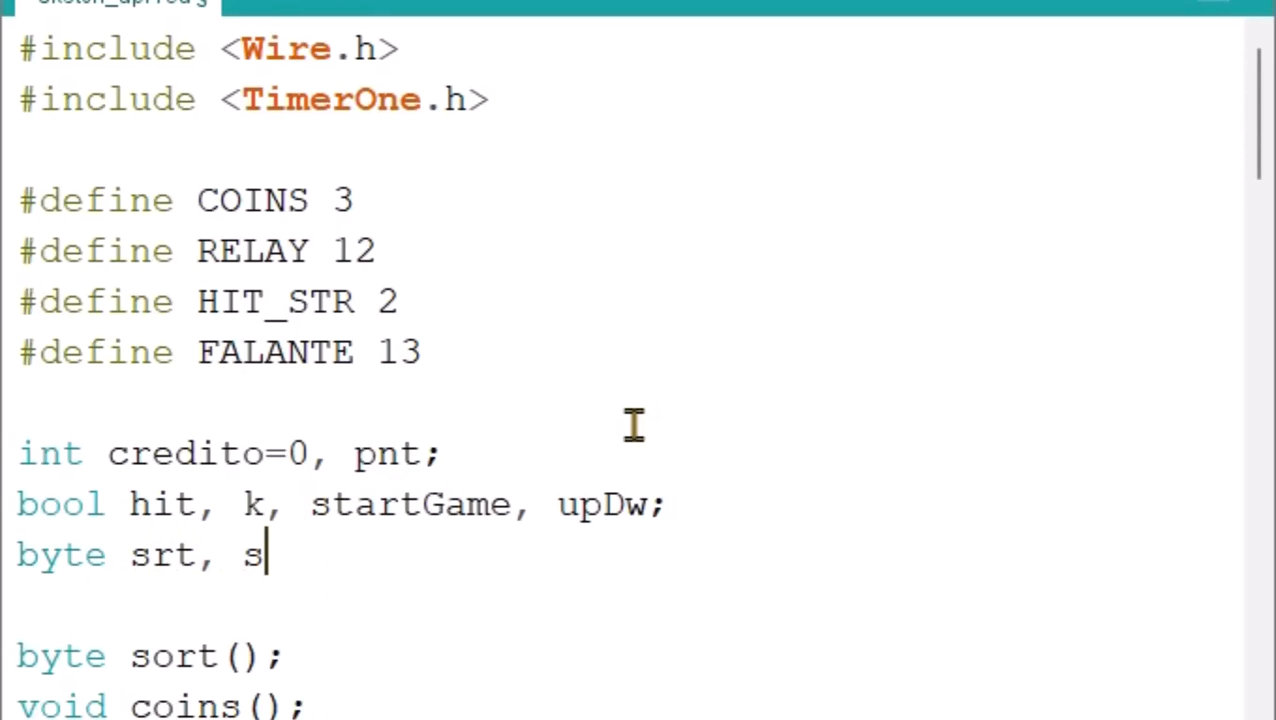 #include <Wire.h>
#include <TimerOne.h>
#define COINS 3
#define RELAY 12
#define HIT_STR 2
#define FALANTE 13
int credito=0, pnt;
bool hit, k, startGame, upDw;
byte srt, s
byte sort();
void coins();